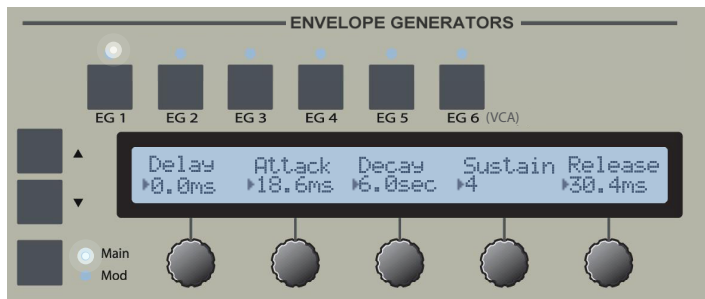 ENVELOPE GENERATORS
EG 1 EG 2 EG 3 EG 4 EG 5 EG 6 (VCA)
▲
Delay Attack Decay Sustain Release
▶0.0ms ▶18.6ms ▶6.0sec ▶4 ▶30.4ms
▼
Main
Mod